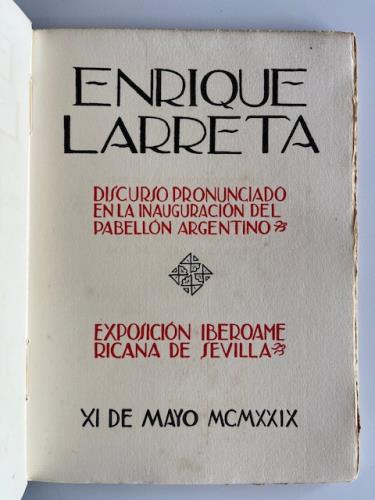 ENRIQUE
LARRETA
DISCURSO PRONUNCIADO
EN LA INAUGURACIÓN DEL
PABELLÓN ARGENTINO
EXPOSICIÓN IBEROAME
RICANA DE SEVILLA
XI DE MAYO MCMXXIX